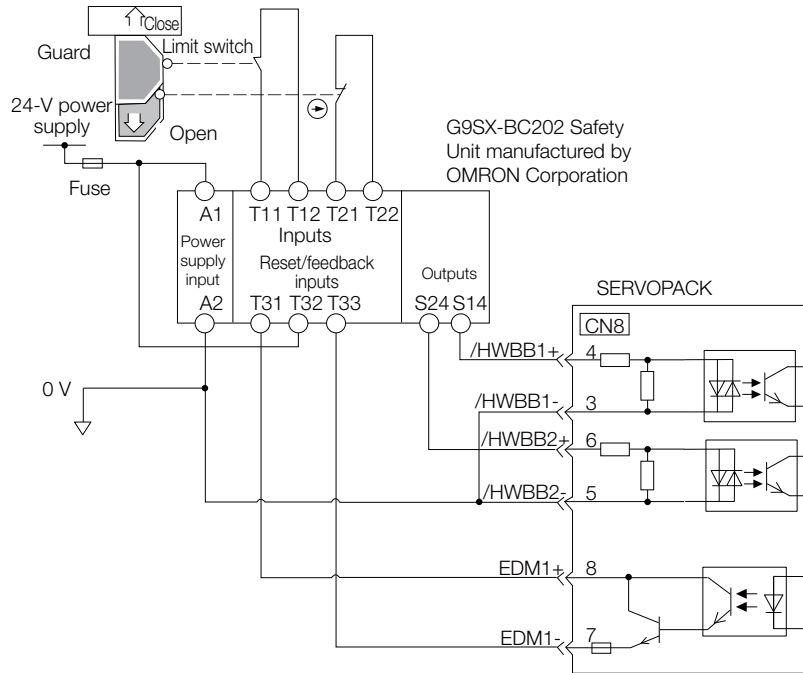 Close
Guard
Limit switch
24-V power
supply
Open
Fuse
G9SX-BC202 Safety
Unit manufactured by
OMRON Corporation
A1 T11 T12 T21 T22
Power
supply
input
Inputs
Reset/feedback
inputs
Outputs
A2 T31 T32 T33 S24 S14
SERVOPACK
CN8
/HWBB1+ 4
0 V
/HWBB1- 3
/HWBB2+ 6
/HWBB2- 5
EDM1+ 8
EDM1- 7